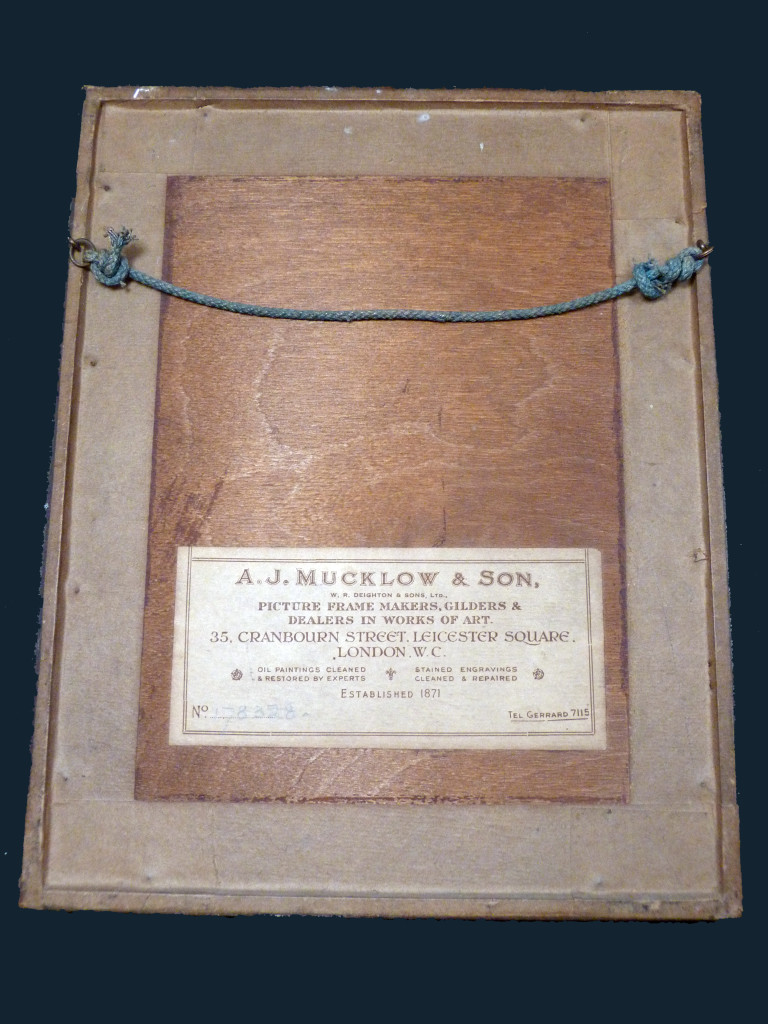 A. J. MUCKLOW & SON,
W. R. DEIGHTON & SONS, LTD.,
PICTURE FRAME MAKERS, GILDERS &
DEALERS IN WORKS OF ART.
35, CRANBOURN STREET, LEICESTER SQUARE,
LONDON. W.C.
OIL PAINTINGS CLEANED
& RESTORED BY EXPERTS
STAINED ENGRAVINGS
CLEANED & REPAIRED
ESTABLISHED 1871
No.
TEL GERRARD 7115